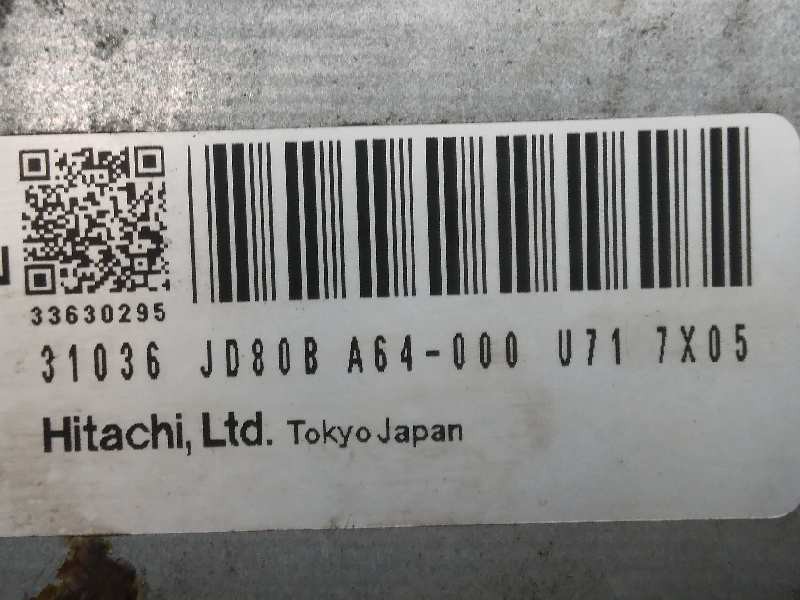 33630295
31036 JD80B A64-000 U71 7X05
Hitachi, Ltd. Tokyo Japan